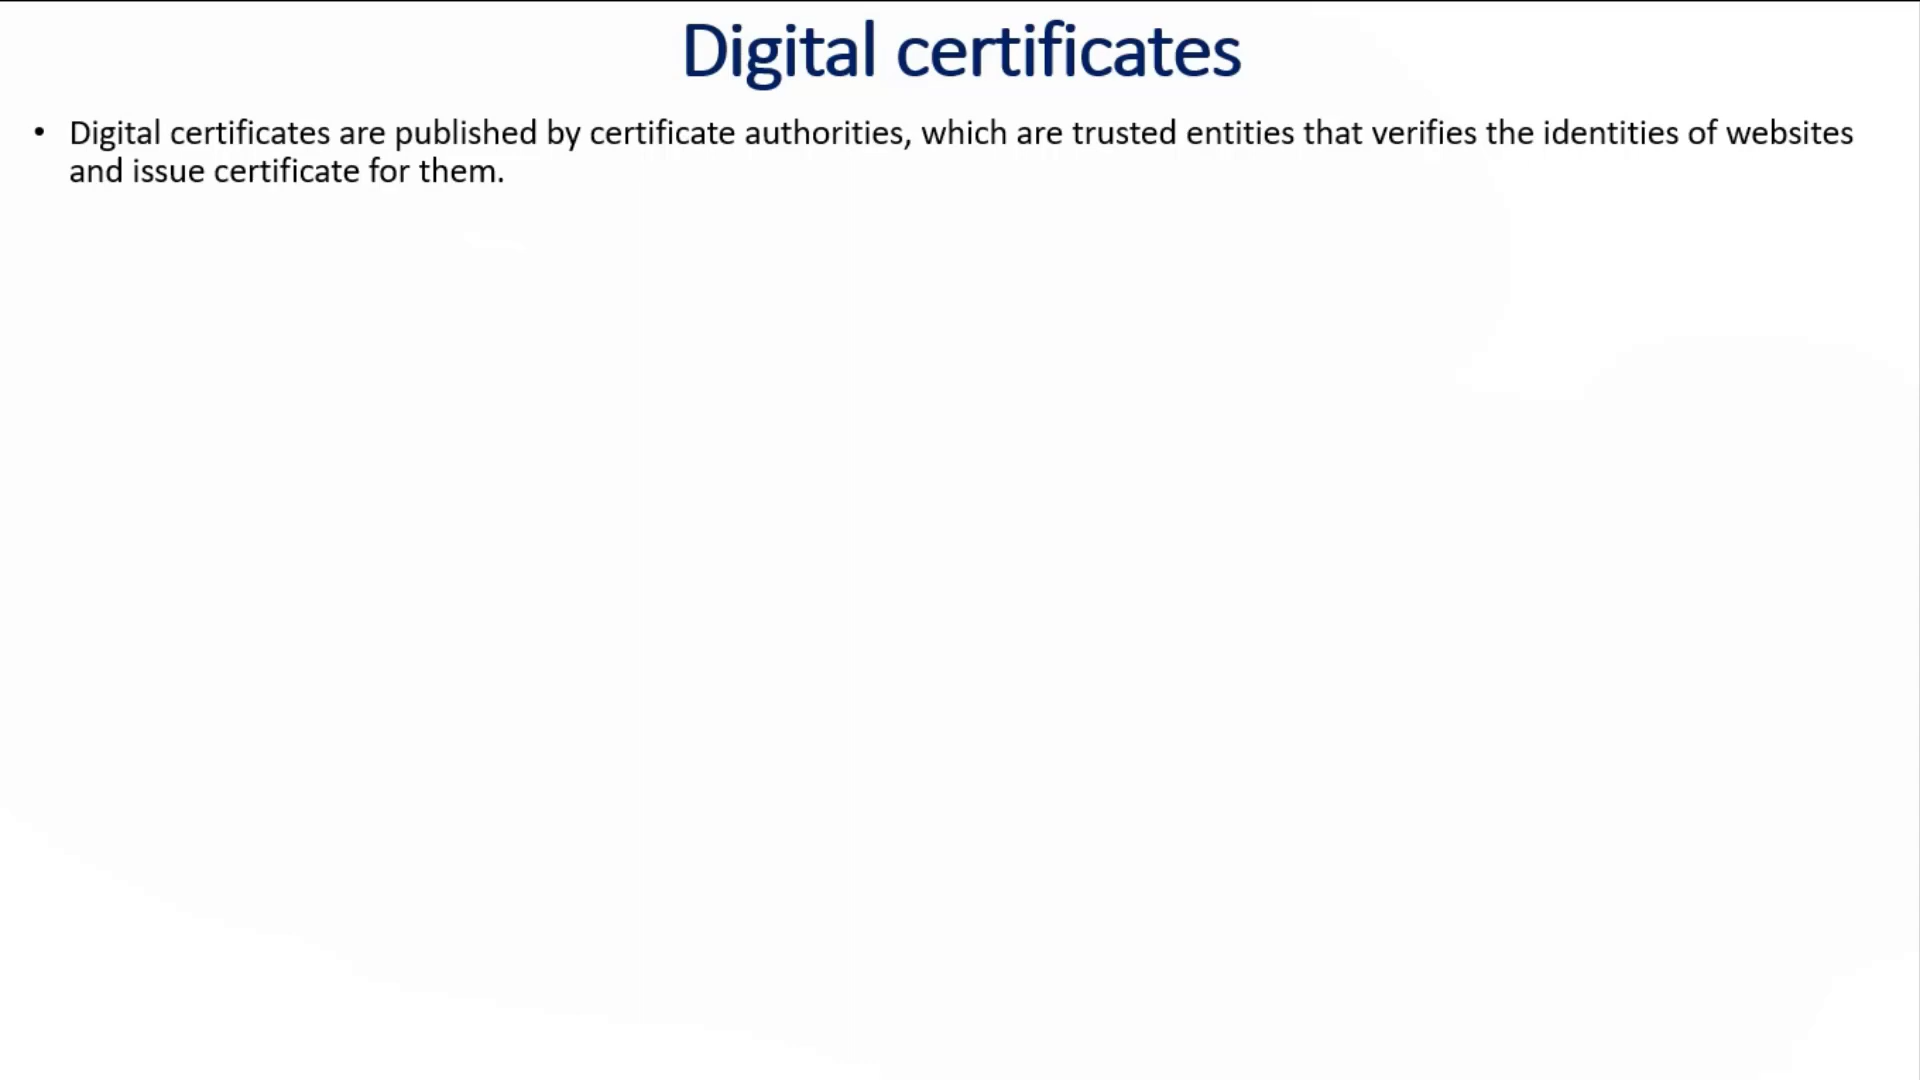 Digital certificates
• Digital certificates are published by certificate authorities, which are trusted entities that verifies the identities of websites
and issue certificate for them.